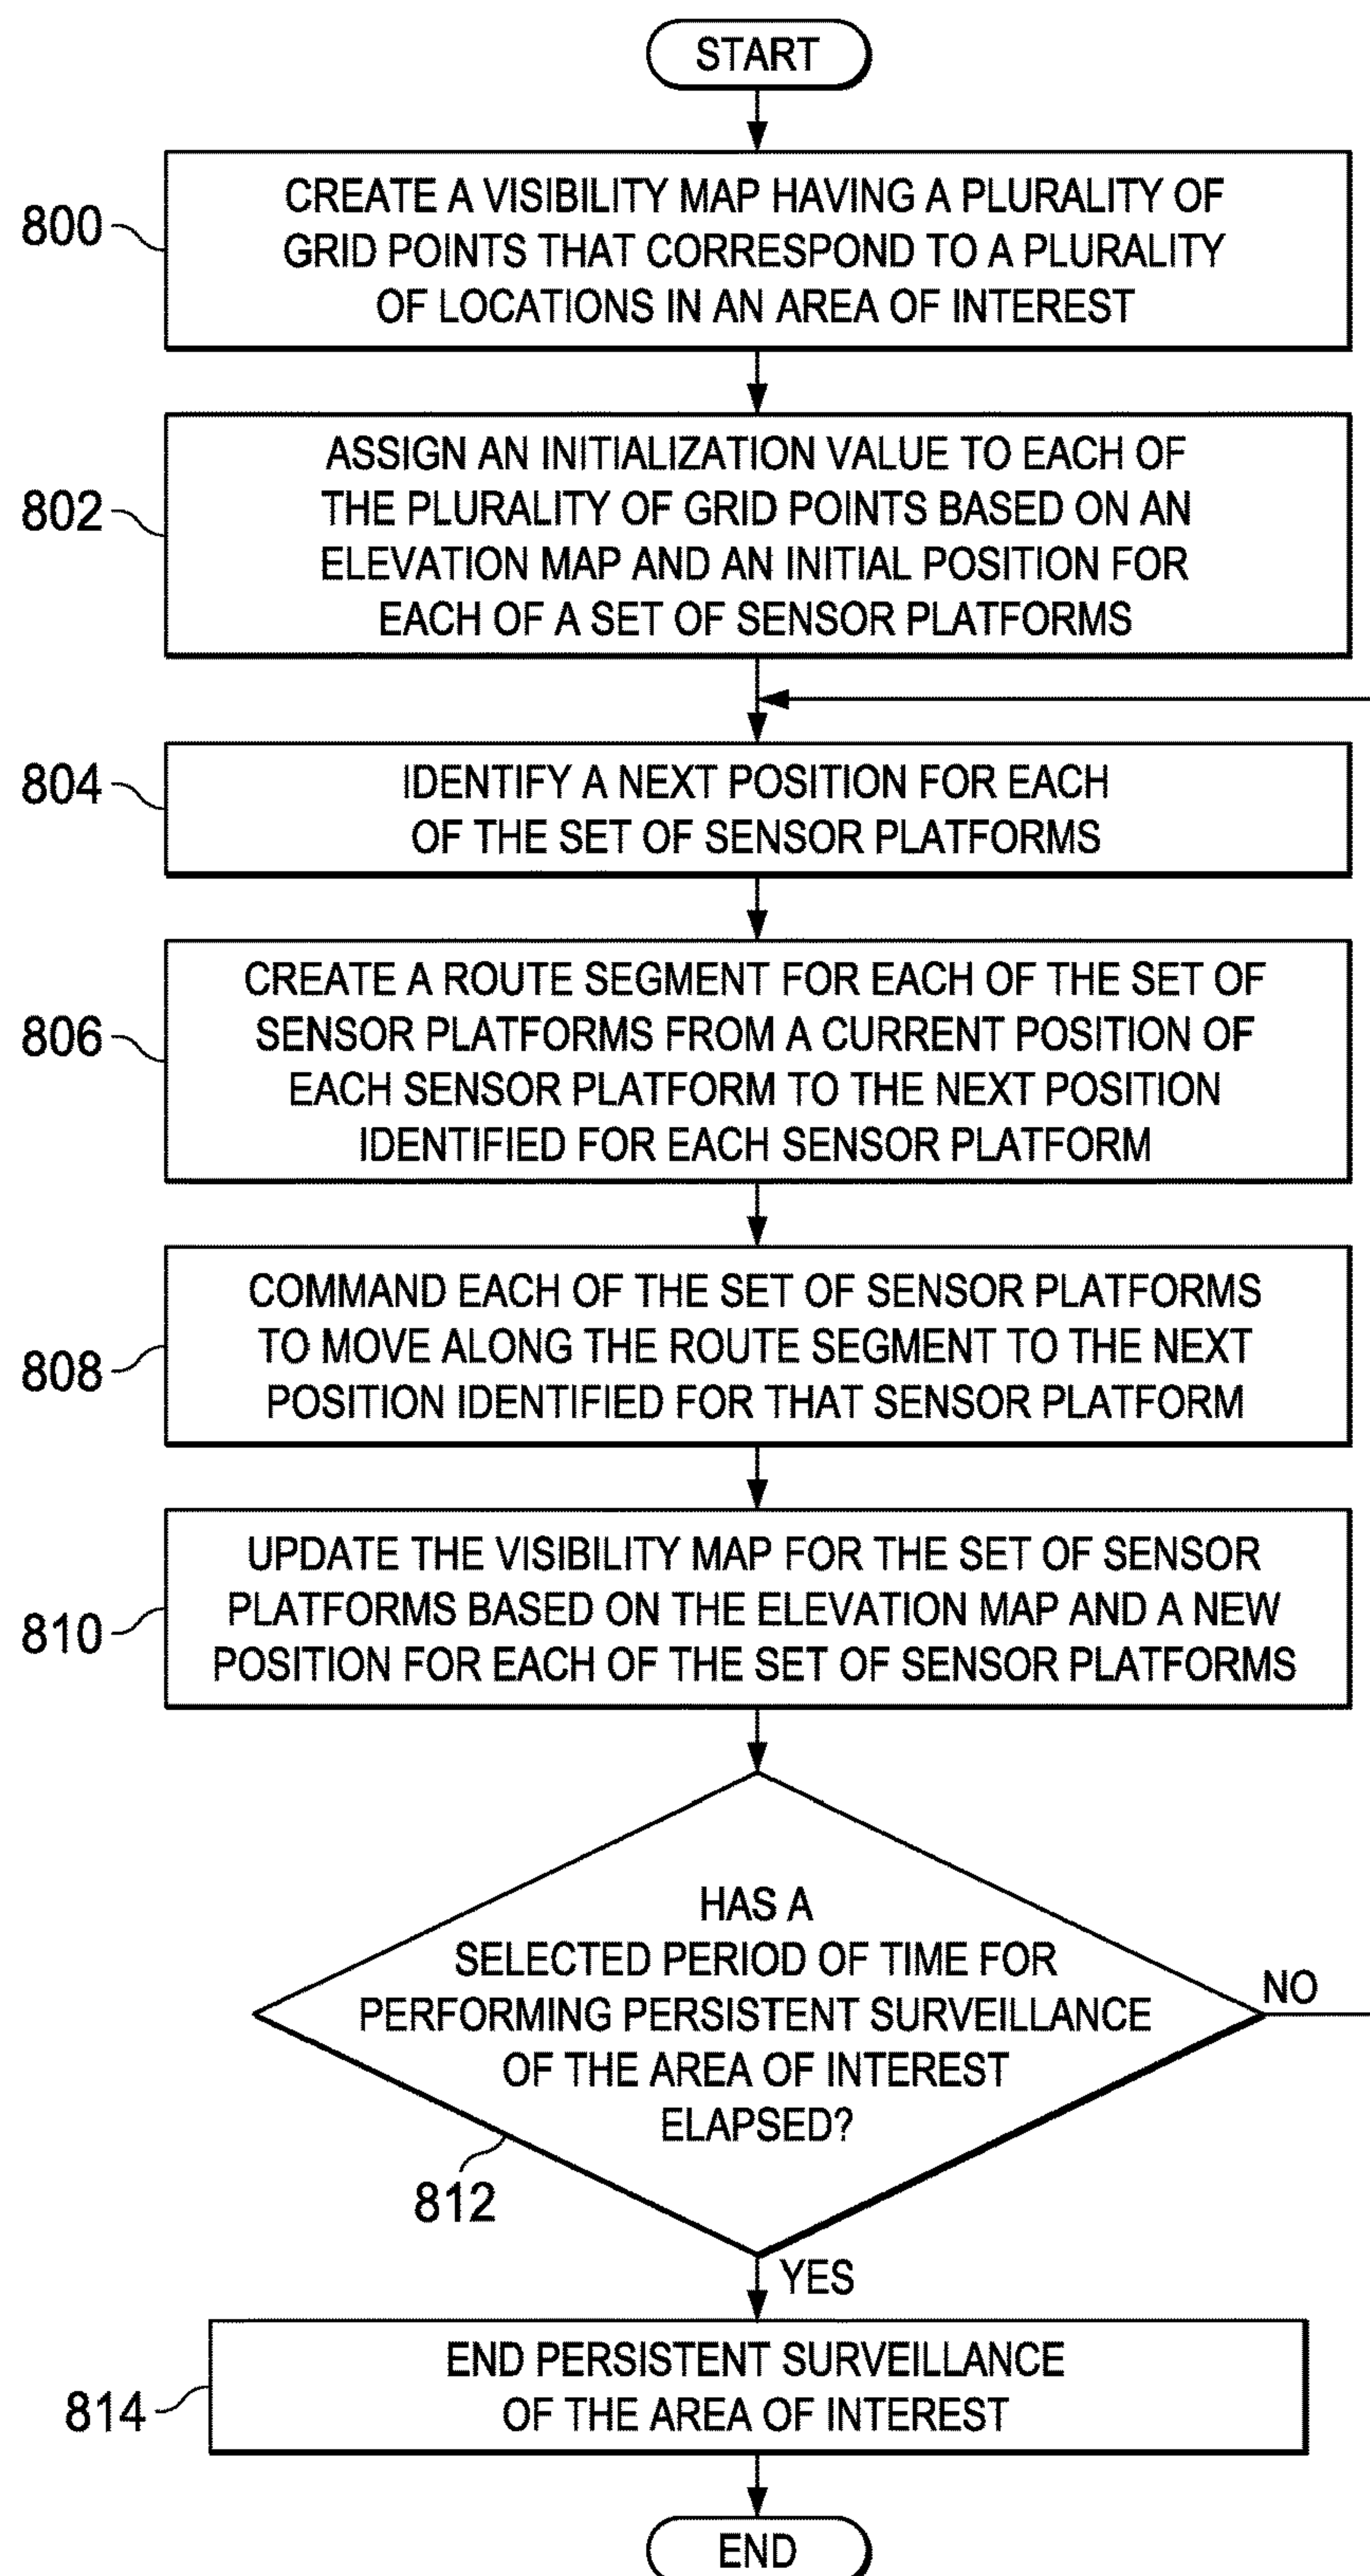 START
800
CREATE A VISIBILITY MAP HAVING A PLURALITY OF
GRID POINTS THAT CORRESPOND TO A PLURALITY
OF LOCATIONS IN AN AREA OF INTEREST
802
ASSIGN AN INITIALIZATION VALUE TO EACH OF
THE PLURALITY OF GRID POINTS BASED ON AN
ELEVATION MAP AND AN INITIAL POSITION FOR
EACH OF A SET OF SENSOR PLATFORMS
804
IDENTIFY A NEXT POSITION FOR EACH
OF THE SET OF SENSOR PLATFORMS
806
CREATE A ROUTE SEGMENT FOR EACH OF THE SET OF
SENSOR PLATFORMS FROM A CURRENT POSITION OF
EACH SENSOR PLATFORM TO THE NEXT POSITION
IDENTIFIED FOR EACH SENSOR PLATFORM
808
COMMAND EACH OF THE SET OF SENSOR PLATFORMS
TO MOVE ALONG THE ROUTE SEGMENT TO THE NEXT
POSITION IDENTIFIED FOR THAT SENSOR PLATFORM
810
UPDATE THE VISIBILITY MAP FOR THE SET OF SENSOR
PLATFORMS BASED ON THE ELEVATION MAP AND A NEW
POSITION FOR EACH OF THE SET OF SENSOR PLATFORMS
HAS A
SELECTED PERIOD OF TIME FOR
PERFORMING PERSISTENT SURVEILLANCE
OF THE AREA OF INTEREST
ELAPSED?
NO
812
YES
814
END PERSISTENT SURVEILLANCE
OF THE AREA OF INTEREST
END